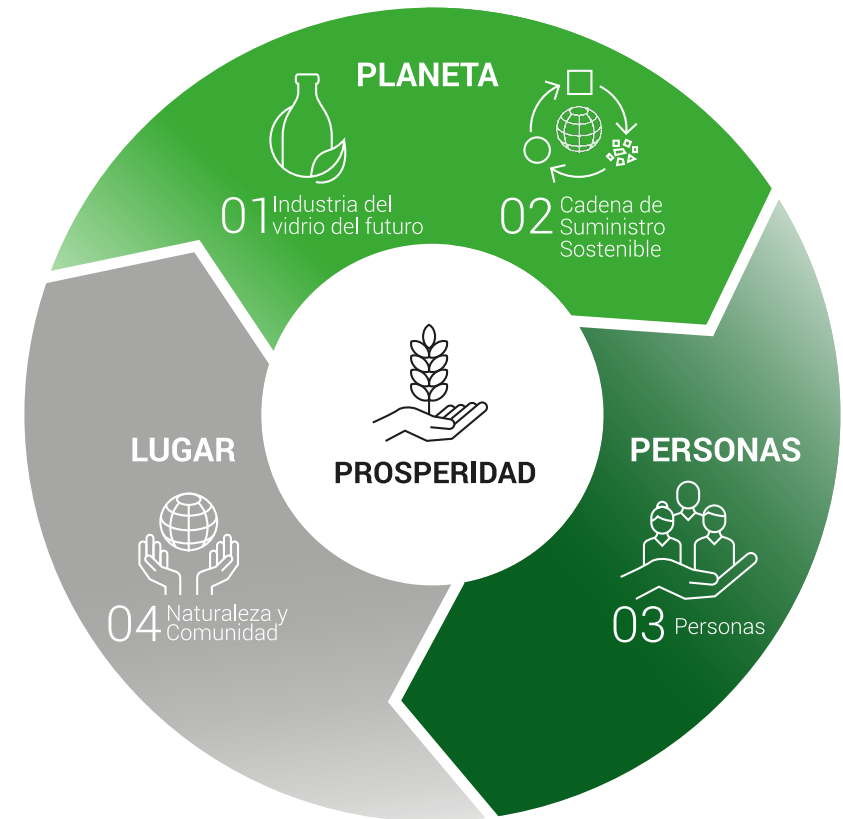 PLANETA
01 Industria del
vidrio del futuro
02 Cadena de
Suministro
Sostenible
PROSPERIDAD
LUGAR
04 Naturaleza y
Comunidad
PERSONAS
03 Personas